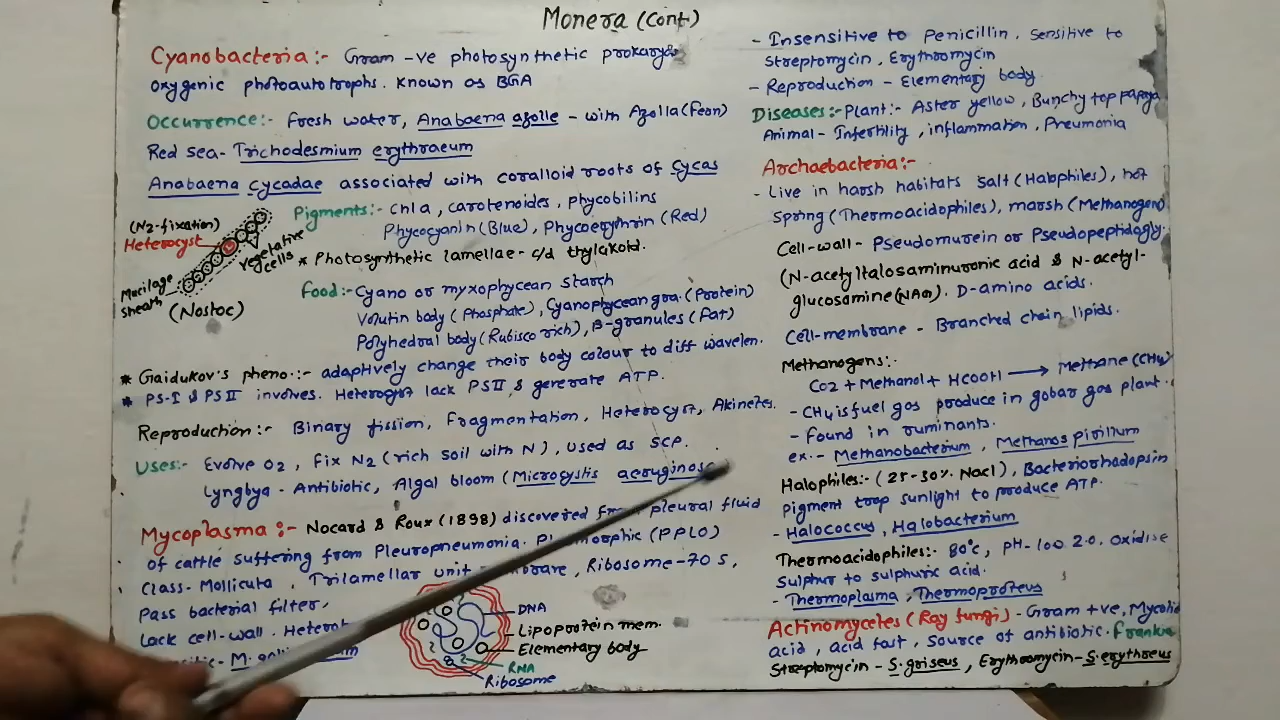 Monera (Cont)
Cyanobacteria:- Gram -ve photosynthetic
oxygenic photoautotrophs. Known as BGA
Occurrence:- Fresh water, Anabaena azolle - with Azolla (Fern)
Red sea- Trichodesmium erythraeum
Anabaena cycadae associated with coralloid roots of Cycas
(N2-fixation)
Heterocyst
vegetative cells
Mucilage sheath
(Nostoc)
Pigments:- Chl a, carotenoides, phycobilins
Phycocyanin (Blue), Phycoerythrin (Red)
* Photosynthetic lamellae- c/d thylakoid.
Food:- Cyano or myxophycean starch
Volutin body (Phosphate), Cyanophycean gra. (Protein)
Polyhedral body (Rubisco rich), β-granules (Fat)
* Gaidukov's pheno.:- adaptively change their body colour to diff wavelen.
* PS-I & PS II involves. Heterocyst lack PSII & generate ATP.
Reproduction:- Binary fission, Fragmentation, Heterocyst, Akinetes.
Uses:- Evolve O2, Fix N2 (rich soil with N), Used as SCP.
Lyngbya - Antibiotic, Algal bloom (Microcystis
Mycoplasma:- Nocard & Roux (1898) discovered from pleural fluid
of cattle suffering from Pleuropneumonia. (PPLO)
Class- Mollicuta, Trilamellar unit, Ribosome-70 s,
Pass bacterial filter,
Lack cell-wall.
DNA
Lipoprotein mem.
Elementary body
RNA
Ribosome
- Insensitive to Penicillin. Sensitive to
Streptomycin, Erythromycin
- Reproduction - Elementary body
Diseases:- Plant:- Aster yellow, Bunchy top papaya
Animal- Infertility, inflammation, Pneumonia
Archaebacteria:-
- Live in harsh habitats salt (Halophiles), hot
spring (Thermoacidophiles), marsh (Methanogen)
Cell-wall- Pseudomurein or Pseudopeptidogly.
(N-acetyltalosaminuronic acid & N-acetyl-
glucosamine (NAG). D-amino acids.
Cell-membrane - Branched chain lipids.
Methanogens:-
CO2 + Methanol + HCOOH ⟶ Methane (CH4)
- CH4 is fuel gas produce in gobar gas plant.
- Found in ruminants.
ex.- Methanobacterium, Methanospirillum
Halophiles:- (25-30% Nacl), Bacteriorhodopsin
pigment trap sunlight to produce ATP.
- Halococcus, Halobacterium
Thermoacidophiles:- 80°c, pH- 2.0. Oxidise
sulphur to sulphuric acid.
- Thermoplasma, Thermoproteus
Actinomycetes (Ray fungi) - Gram +ve, Mycolic
acid, acid fast, source of antibiotic. Frankia
Streptomycin - S. griseus, Erythromycin- S. erythraeus